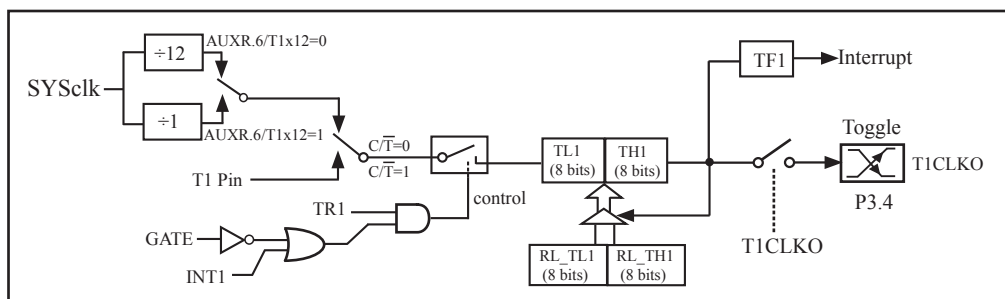 SYSclk
÷12
÷1
AUXR.6/T1x12=0
AUXR.6/T1x12=1
T1 Pin
C/T̅=0
C/T̅=1
TR1
GATE
INT1
control
TL1
(8 bits)
TH1
(8 bits)
RL_TL1
(8 bits)
RL_TH1
(8 bits)
TF1
Interrupt
Toggle
T1CLKO
P3.4
T1CLKO